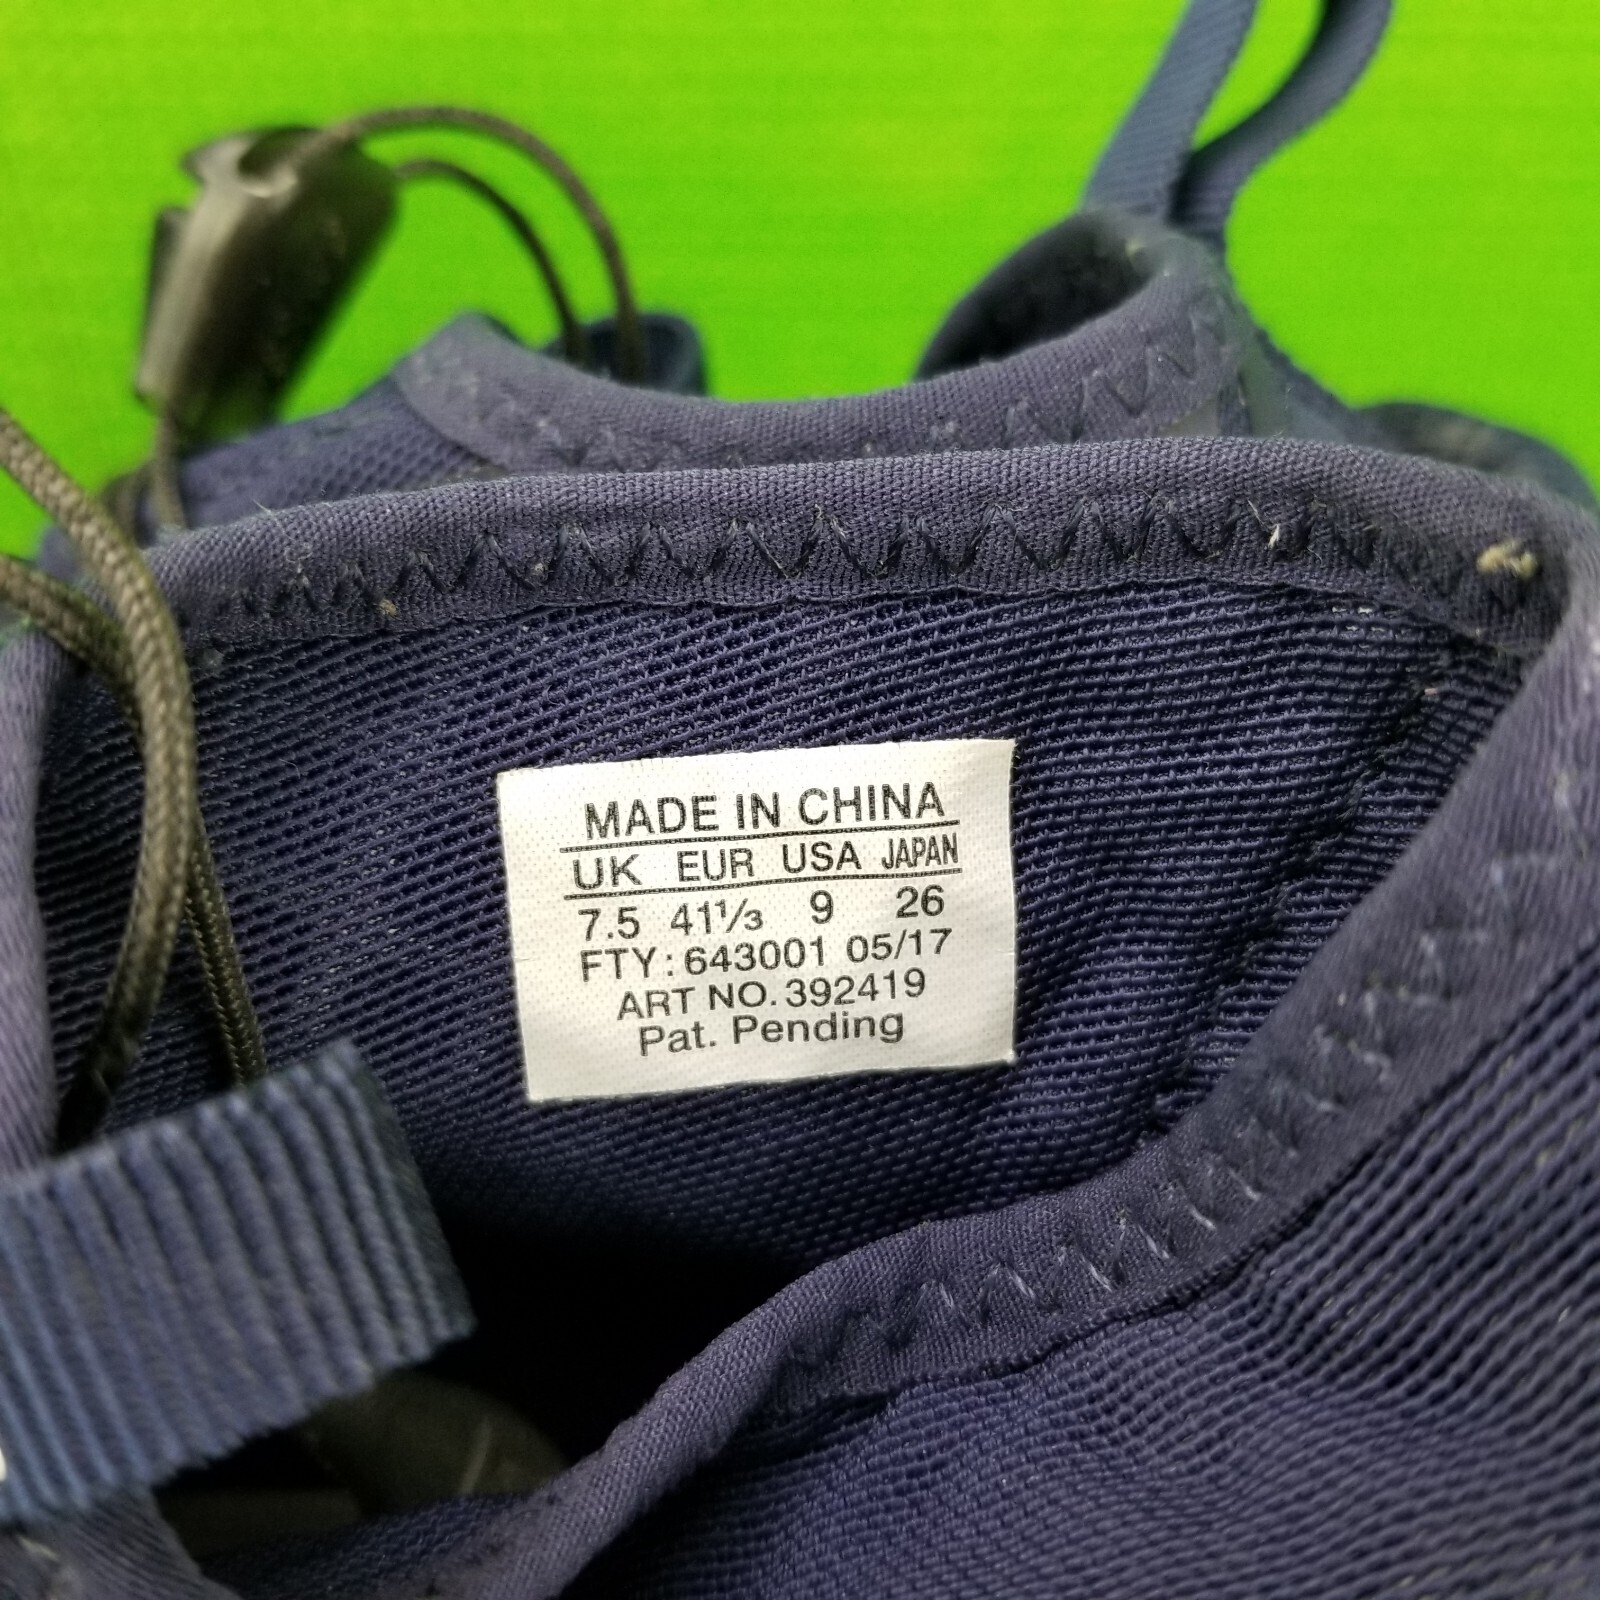 MADE IN CHINA
UK EUR USA JAPAN
7.5 41⅓ 9 26
FTY: 643001 05/17
ART NO. 392419
Pat. Pending